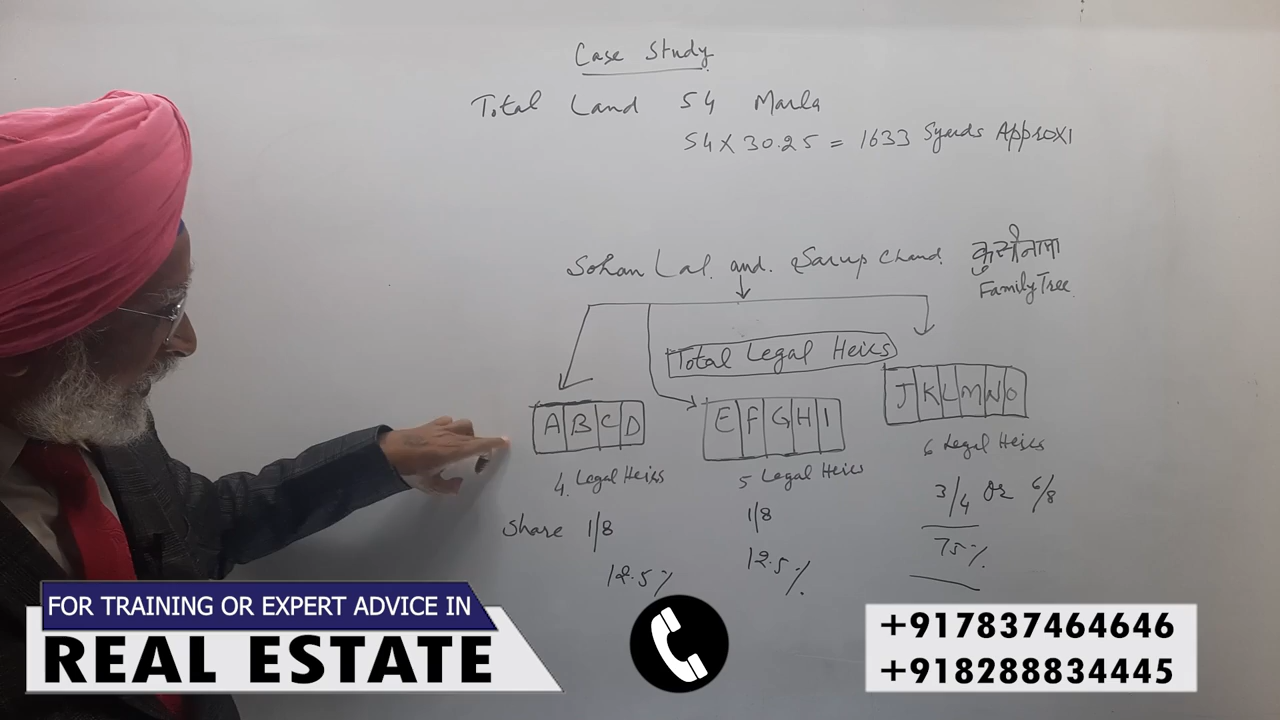 Case Study
Total Land 54 Marla
54 X 30.25 = 1633 Syards Approxi
Sohan Lal and Sarup Chand
कुर्सीनामा
Family Tree
Total Legal Heirs
A B C D
E F G H I
J K L M N O
4 Legal Heirs
5 Legal Heirs
6 Legal Heirs
Share 1/8
1/8
3/4 or 6/8
12.5%
12.5%
75%
FOR TRAINING OR EXPERT ADVICE IN
REAL ESTATE
+917837464646
+918288834445